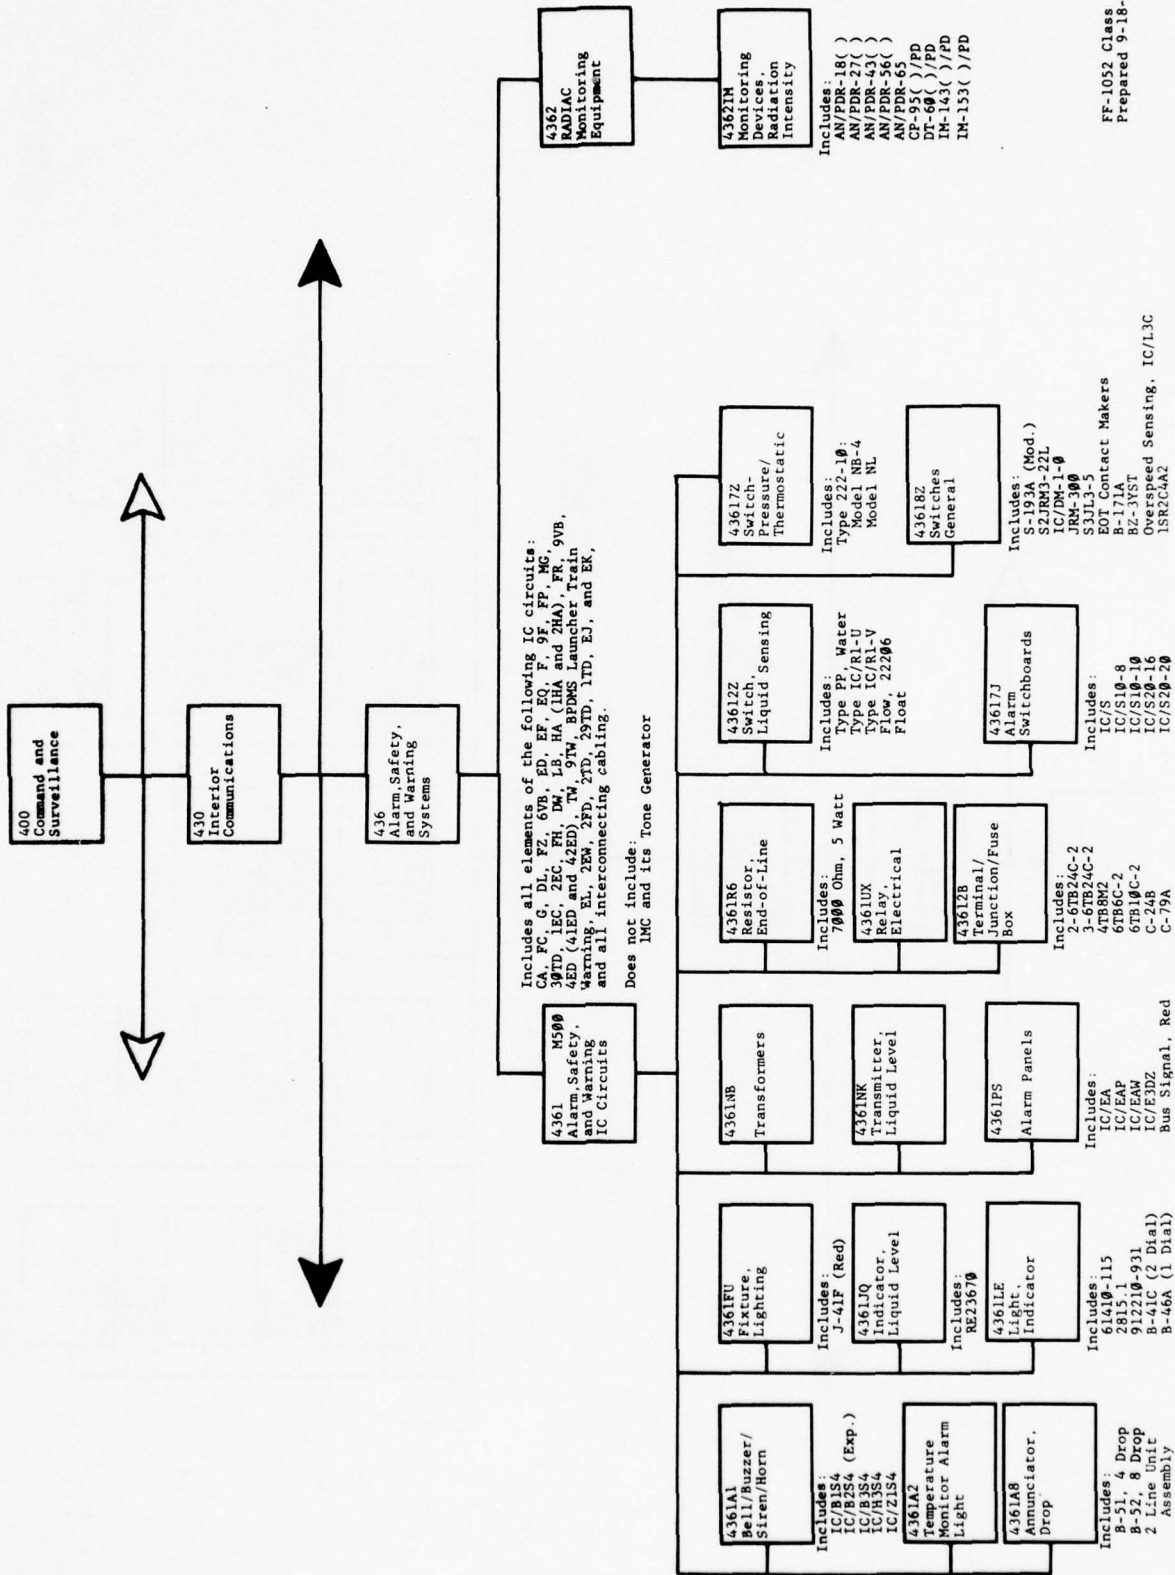 400
Command and
Surveillance
430
Interior
Communications
436
Alarm,Safety,
and Warning
Systems
4361 M500
Alarm,Safety,
and Warning
IC Circuits
Includes all elements of the following IC circuits:
CA, FC, G, DL, FZ, 6VB, ED, EF, EQ, F, 9F, FP, MG,
30TD, 1EC, 2EC, FH, DW, LB, HA (1HA and 2HA), FR, 9VB,
4ED (41ED and 42ED), TW, 9TW, BPDMS Launcher Train
Warning, EL, 2EW, 2FD, 2TD, 29TD, 1TD, EJ, and EK,
and all interconnecting cabling.
Does not include:
1MC and its Tone Generator
4362
RADIAC
Monitoring
Equipment
4362IM
Monitoring
Devices,
Radiation
Intensity
Includes:
AN/PDR-18( )
AN/PDR-27( )
AN/PDR-43( )
AN/PDR-56( )
AN/PDR-65
CP-95( )/PD
DT-60( )/PD
IM-143( )/PD
IM-153( )/PD
4361A1
Bell/Buzzer/
Siren/Horn
Includes:
IC/B1S4
IC/B2S4 (Exp.)
IC/B3S4
IC/H3S4
IC/Z1S4
4361A2
Temperature
Monitor Alarm
Light
4361A8
Annunciator,
Drop
Includes:
B-51, 4 Drop
B-52, 8 Drop
2 Line Unit
Assembly
4361FU
Fixture,
Lighting
Includes:
J-41F (Red)
4361JQ
Indicator,
Liquid Level
Includes:
RE23670
4361LE
Light,
Indicator
Includes:
61410-115
2815.1
912210-931
B-41C (2 Dial)
B-46A (1 Dial)
4361NB
Transformers
4361NK
Transmitter,
Liquid Level
4361PS
Alarm Panels
Includes:
IC/EA
IC/EAP
IC/EAW
IC/E3DZ
Bus Signal, Red
4361R6
Resistor,
End-of-Line
Includes:
7000 Ohm, 5 Watt
4361UX
Relay,
Electrical
43612B
Terminal/
Junction/Fuse
Box
Includes:
2-6TB24C-2
3-6TB24C-2
4TB8M2
6TB6C-2
6TB10C-2
C-24B
C-79A
43612Z
Switch,
Liquid Sensing
Includes:
Type PP, Water
Type IC/R1-U
Type IC/R1-V
Flow, 22206
Float
43617J
Alarm
Switchboards
Includes:
IC/S
IC/S10-8
IC/S10-10
IC/S20-16
IC/S20-20
43617Z
Switch-
Pressure/
Thermostatic
Includes:
Type 222-10:
Model NB-4
Model NL
43618Z
Switches
General
Includes:
S-193A (Mod.)
S2JRM3-22L
IC/DM-1-0
JRM-300
S3JL3-5
EOT Contact Makers
B-171A
BZ-3YST
Overspeed Sensing, IC/L3C
1SR2C4A2
FF-1052 Class
Prepared 9-18-